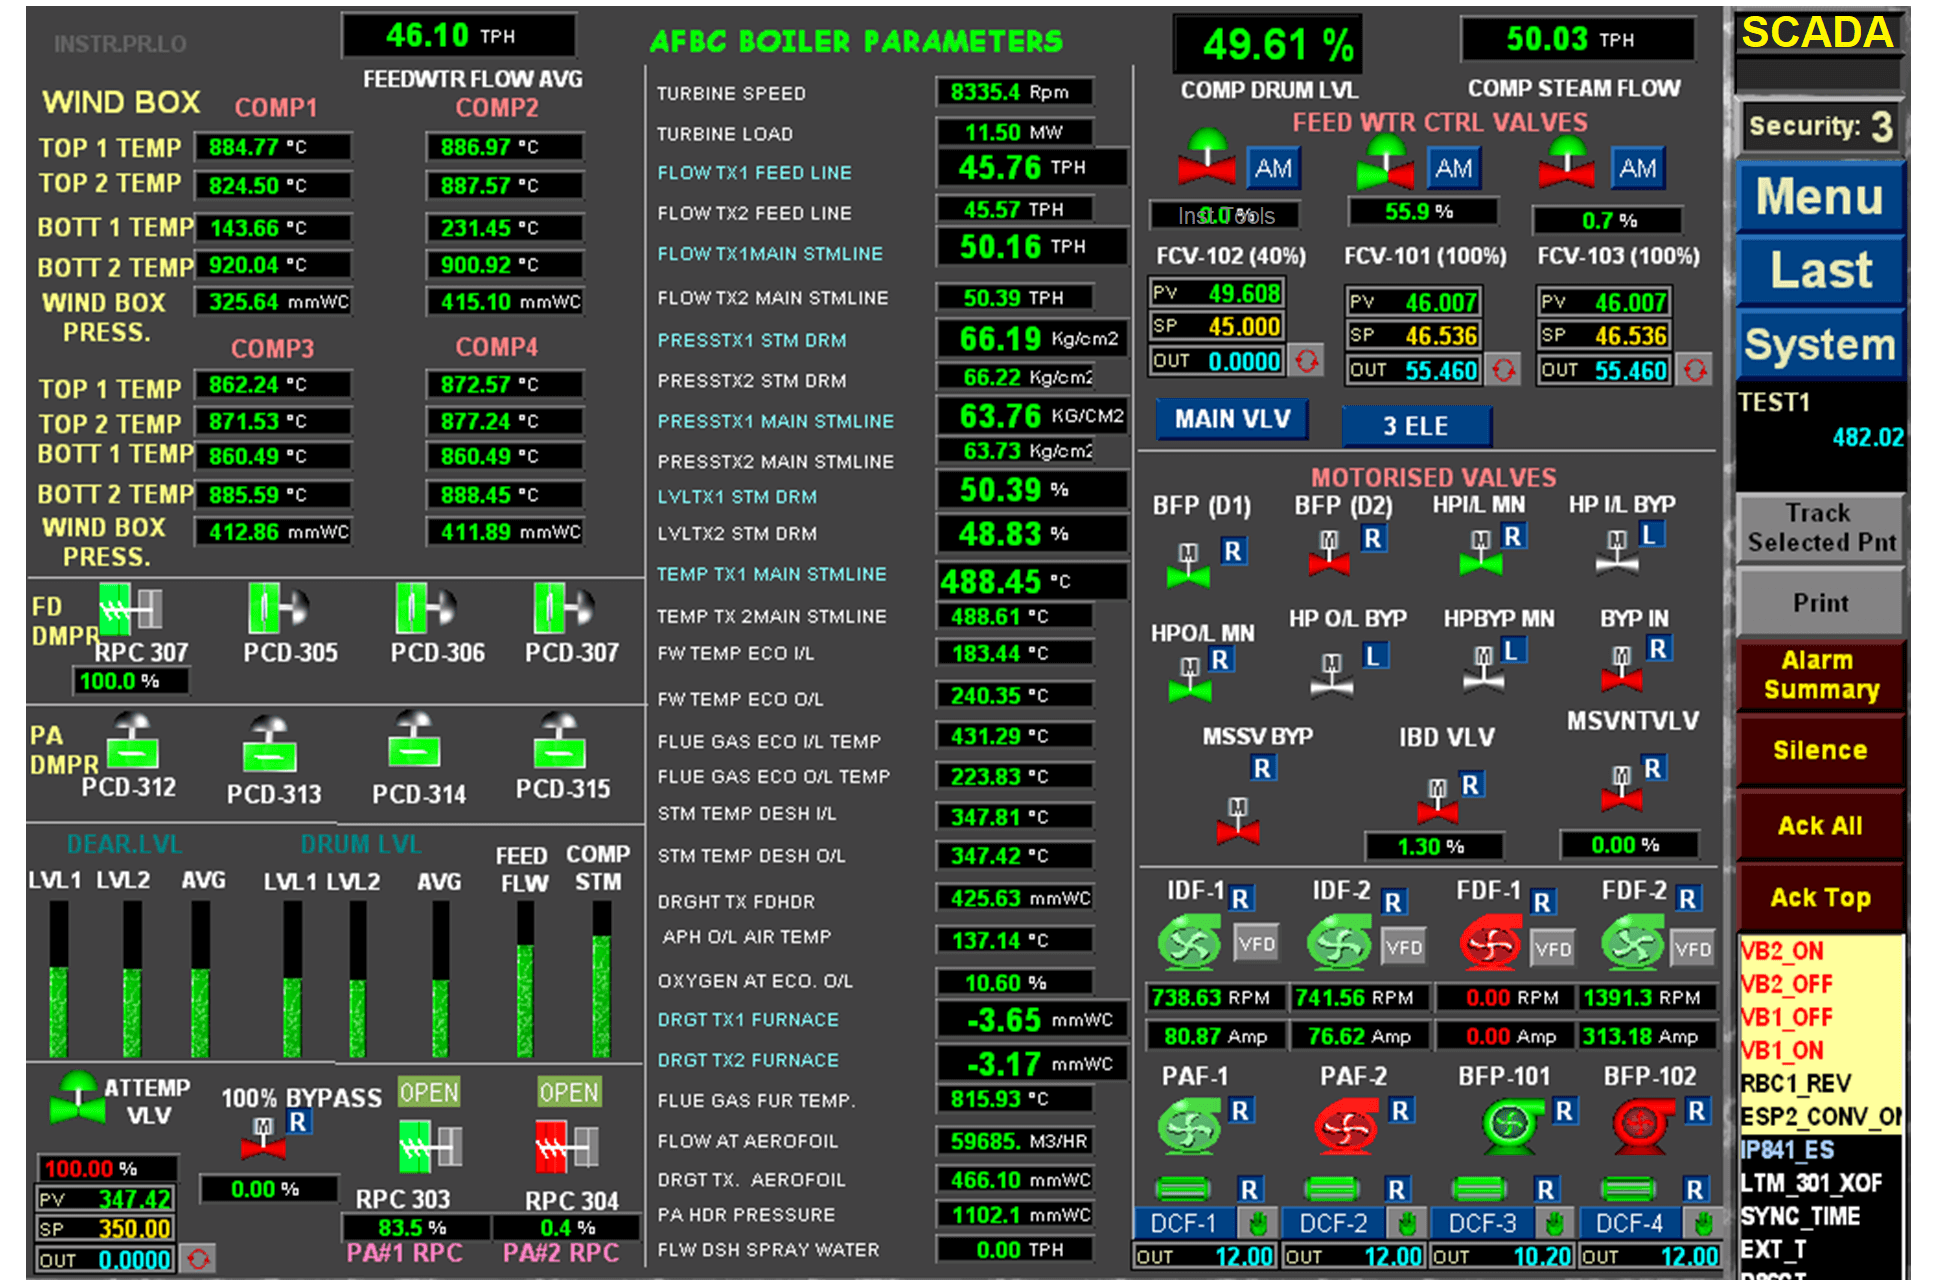 INSTR.PR.LO
46.10 TPH
FEEDWTR FLOW AVG
WIND BOX COMP1 COMP2
TOP 1 TEMP 884.77 °C 886.97 °C
TOP 2 TEMP 824.50 °C 887.57 °C
BOTT 1 TEMP 143.66 °C 231.45 °C
BOTT 2 TEMP 920.04 °C 900.92 °C
WIND BOX PRESS. 325.64 mmWC 415.10 mmWC
COMP3 COMP4
TOP 1 TEMP 862.24 °C 872.57 °C
TOP 2 TEMP 871.53 °C 877.24 °C
BOTT 1 TEMP 860.49 °C 860.49 °C
BOTT 2 TEMP 885.59 °C 888.45 °C
WIND BOX PRESS. 412.86 mmWC 411.89 mmWC
FD DMPR
RPC 307 PCD-305 PCD-306 PCD-307
100.0 %
PA DMPR
PCD-312 PCD-313 PCD-314 PCD-315
DEAR.LVL DRUM LVL
LVL1 LVL2 AVG LVL1 LVL2 AVG FEED FLW COMP STM
ATTEMP VLV
100.00 %
PV 347.42
SP 350.00
OUT 0.0000
100% BYPASS
M R
0.00 %
OPEN OPEN
RPC 303 RPC 304
83.5 % 0.4 %
PA#1 RPC PA#2 RPC
AFBC BOILER PARAMETERS
TURBINE SPEED 8335.4 Rpm
TURBINE LOAD 11.50 MW
FLOW TX1 FEED LINE 45.76 TPH
FLOW TX2 FEED LINE 45.57 TPH
FLOW TX1MAIN STMLINE 50.16 TPH
FLOW TX2 MAIN STMLINE 50.39 TPH
PRESSTX1 STM DRM 66.19 Kg/cm2
PRESSTX2 STM DRM 66.22 Kg/cm2
PRESSTX1 MAIN STMLINE 63.76 KG/CM2
PRESSTX2 MAIN STMLINE 63.73 Kg/cm2
LVLTX1 STM DRM 50.39 %
LVLTX2 STM DRM 48.83 %
TEMP TX1 MAIN STMLINE 488.45 °C
TEMP TX 2MAIN STMLINE 488.61 °C
FW TEMP ECO I/L 183.44 °C
FW TEMP ECO O/L 240.35 °C
FLUE GAS ECO I/L TEMP 431.29 °C
FLUE GAS ECO O/L TEMP 223.83 °C
STM TEMP DESH I/L 347.81 °C
STM TEMP DESH O/L 347.42 °C
DRGHT TX FDHDR 425.63 mmWC
APH O/L AIR TEMP 137.14 °C
OXYGEN AT ECO. O/L 10.60 %
DRGT TX1 FURNACE -3.65 mmWC
DRGT TX2 FURNACE -3.17 mmWC
FLUE GAS FUR TEMP. 815.93 °C
FLOW AT AEROFOIL 59685. M3/HR
DRGT TX. AEROFOIL 466.10 mmWC
PA HDR PRESSURE 1102.1 mmWC
FLW DSH SPRAY WATER 0.00 TPH
49.61 % 50.03 TPH
COMP DRUM LVL COMP STEAM FLOW
FEED WTR CTRL VALVES
AM AM AM
0.0 % 55.9 % 0.7 %
Inst Tools
FCV-102 (40%) FCV-101 (100%) FCV-103 (100%)
PV 49.608 PV 46.007 PV 46.007
SP 45.000 SP 46.536 SP 46.536
OUT 0.0000 OUT 55.460 OUT 55.460
MAIN VLV 3 ELE
MOTORISED VALVES
BFP (D1) BFP (D2) HPI/L MN HP I/L BYP
M R M R M R M L
HPO/L MN HP O/L BYP HPBYP MN BYP IN
M R M L M L M R
MSSV BYP IBD VLV MSVNTVLV
M R M R M R
1.30 % 0.00 %
IDF-1 R IDF-2 R FDF-1 R FDF-2 R
VFD VFD VFD VFD
738.63 RPM 741.56 RPM 0.00 RPM 1391.3 RPM
80.87 Amp 76.62 Amp 0.00 Amp 313.18 Amp
PAF-1 PAF-2 BFP-101 BFP-102
R R R R
R R R R
DCF-1 DCF-2 DCF-3 DCF-4
OUT 12.00 OUT 12.00 OUT 10.20 OUT 12.00
SCADA
Security: 3
Menu
Last
System
TEST1
482.02
Track
Selected Pnt
Print
Alarm
Summary
Silence
Ack All
Ack Top
VB2_ON
VB2_OFF
VB1_OFF
VB1_ON
RBC1_REV
ESP2_CONV_ON
IP841_ES
LTM_301_XOF
SYNC_TIME
EXT_T